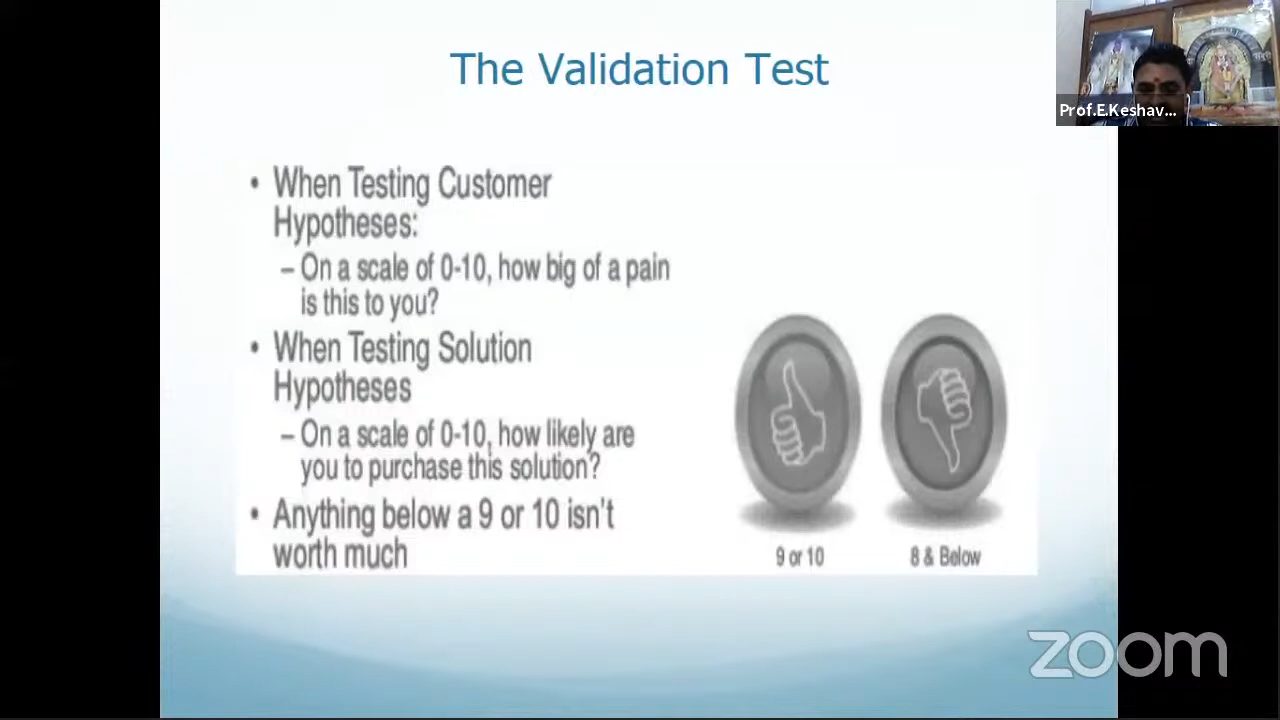 The Validation Test
Prof.E.Keshav...
• When Testing Customer
Hypotheses:
– On a scale of 0-10, how big of a pain
is this to you?
• When Testing Solution
Hypotheses
– On a scale of 0-10, how likely are
you to purchase this solution?
• Anything below a 9 or 10 isn't
worth much
9 or 10
8 & Below
zoom